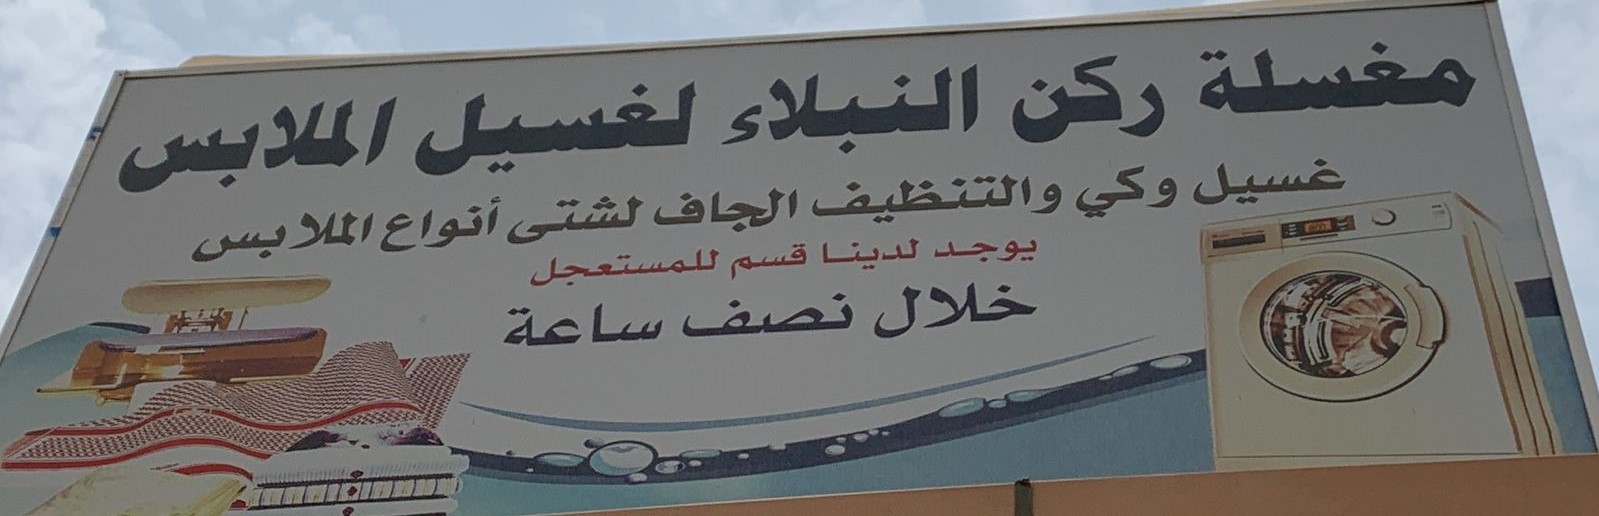 مغسلة ركن النبلاء لغسيل الملابس
غسيل وكي والتنظيف الجاف لشتى أنواع الملابس
يوجد لدينا قسم للمستعجل
خلال نصف ساعة